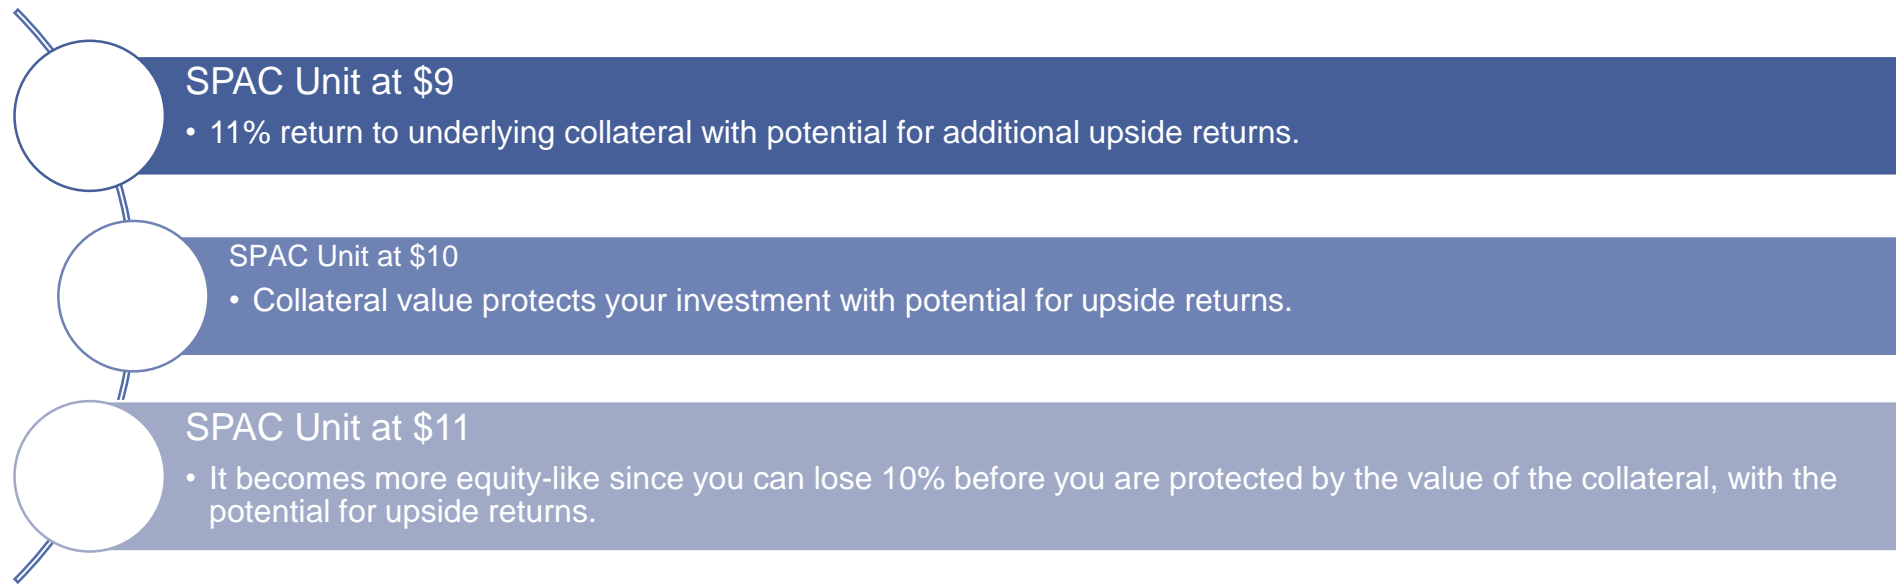 SPAC Unit at $9
• 11% return to underlying collateral with potential for additional upside returns.
SPAC Unit at $10
• Collateral value protects your investment with potential for upside returns.
SPAC Unit at $11
• It becomes more equity-like since you can lose 10% before you are protected by the value of the collateral, with the
potential for upside returns.